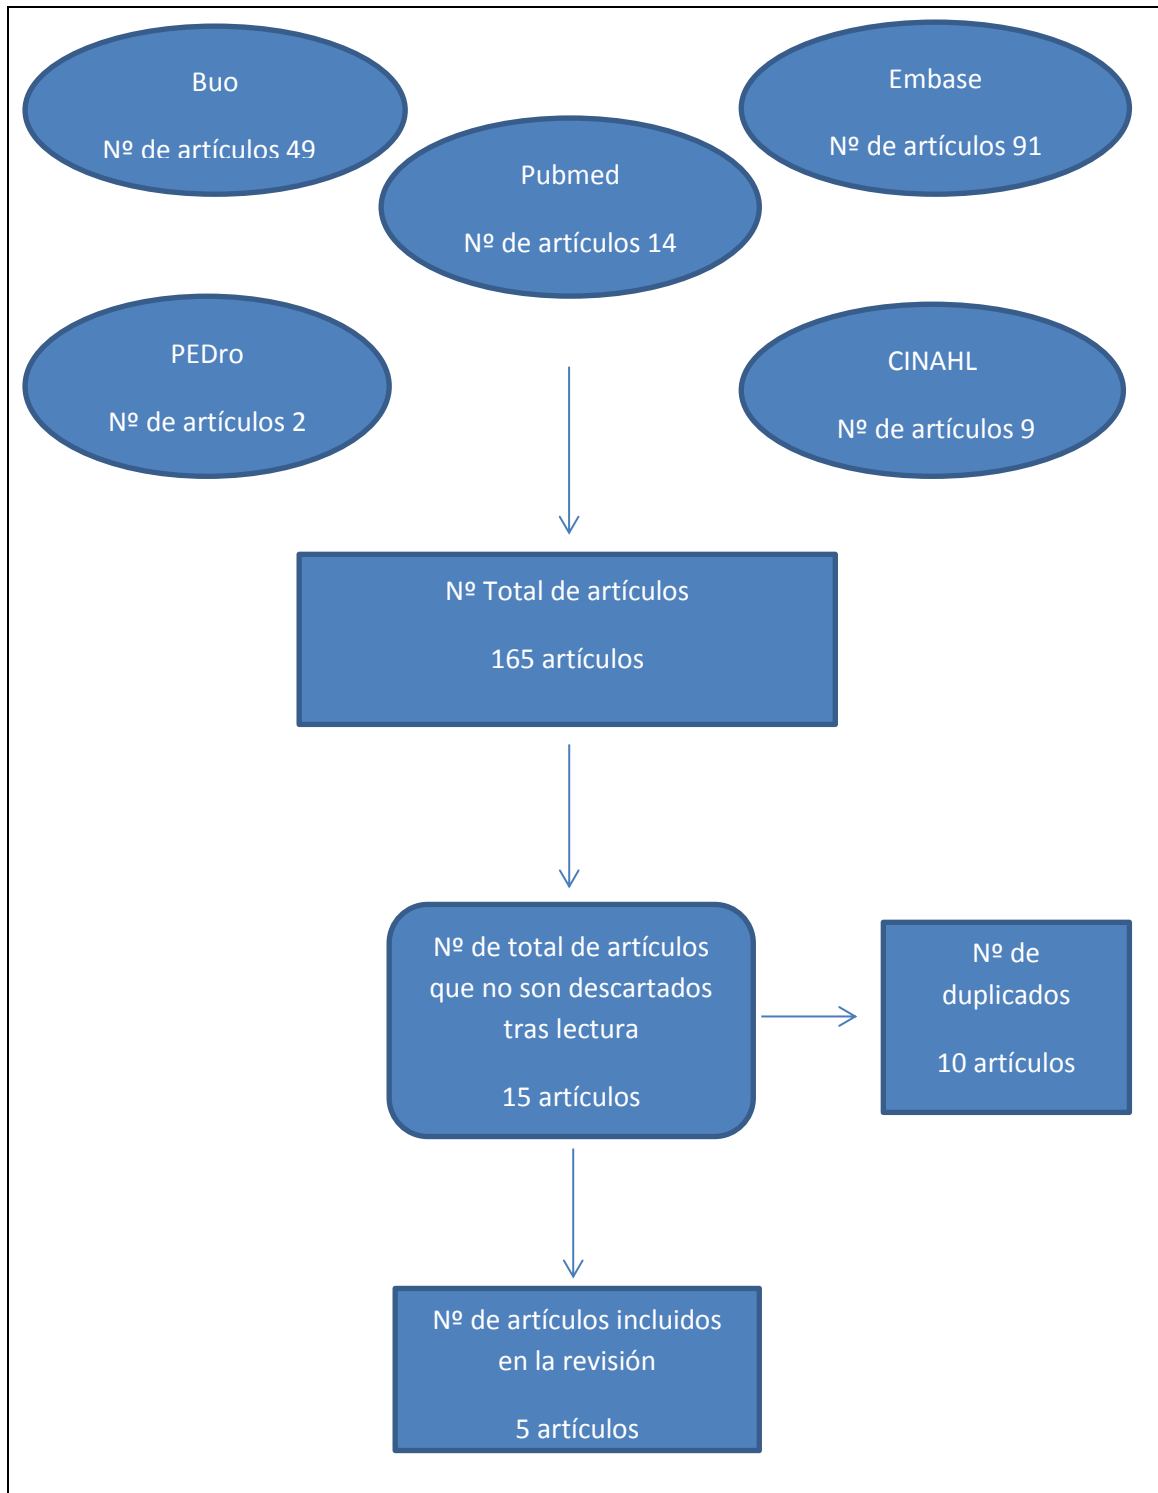 Buo
Nº de artículos 49
Embase
Nº de artículos 91
Pubmed
Nº de artículos 14
PEDro
Nº de artículos 2
CINAHL
Nº de artículos 9
Nº Total de artículos
165 artículos
Nº de total de artículos
que no son descartados
tras lectura
15 artículos
Nº de
duplicados
10 artículos
Nº de artículos incluidos
en la revisión
5 artículos